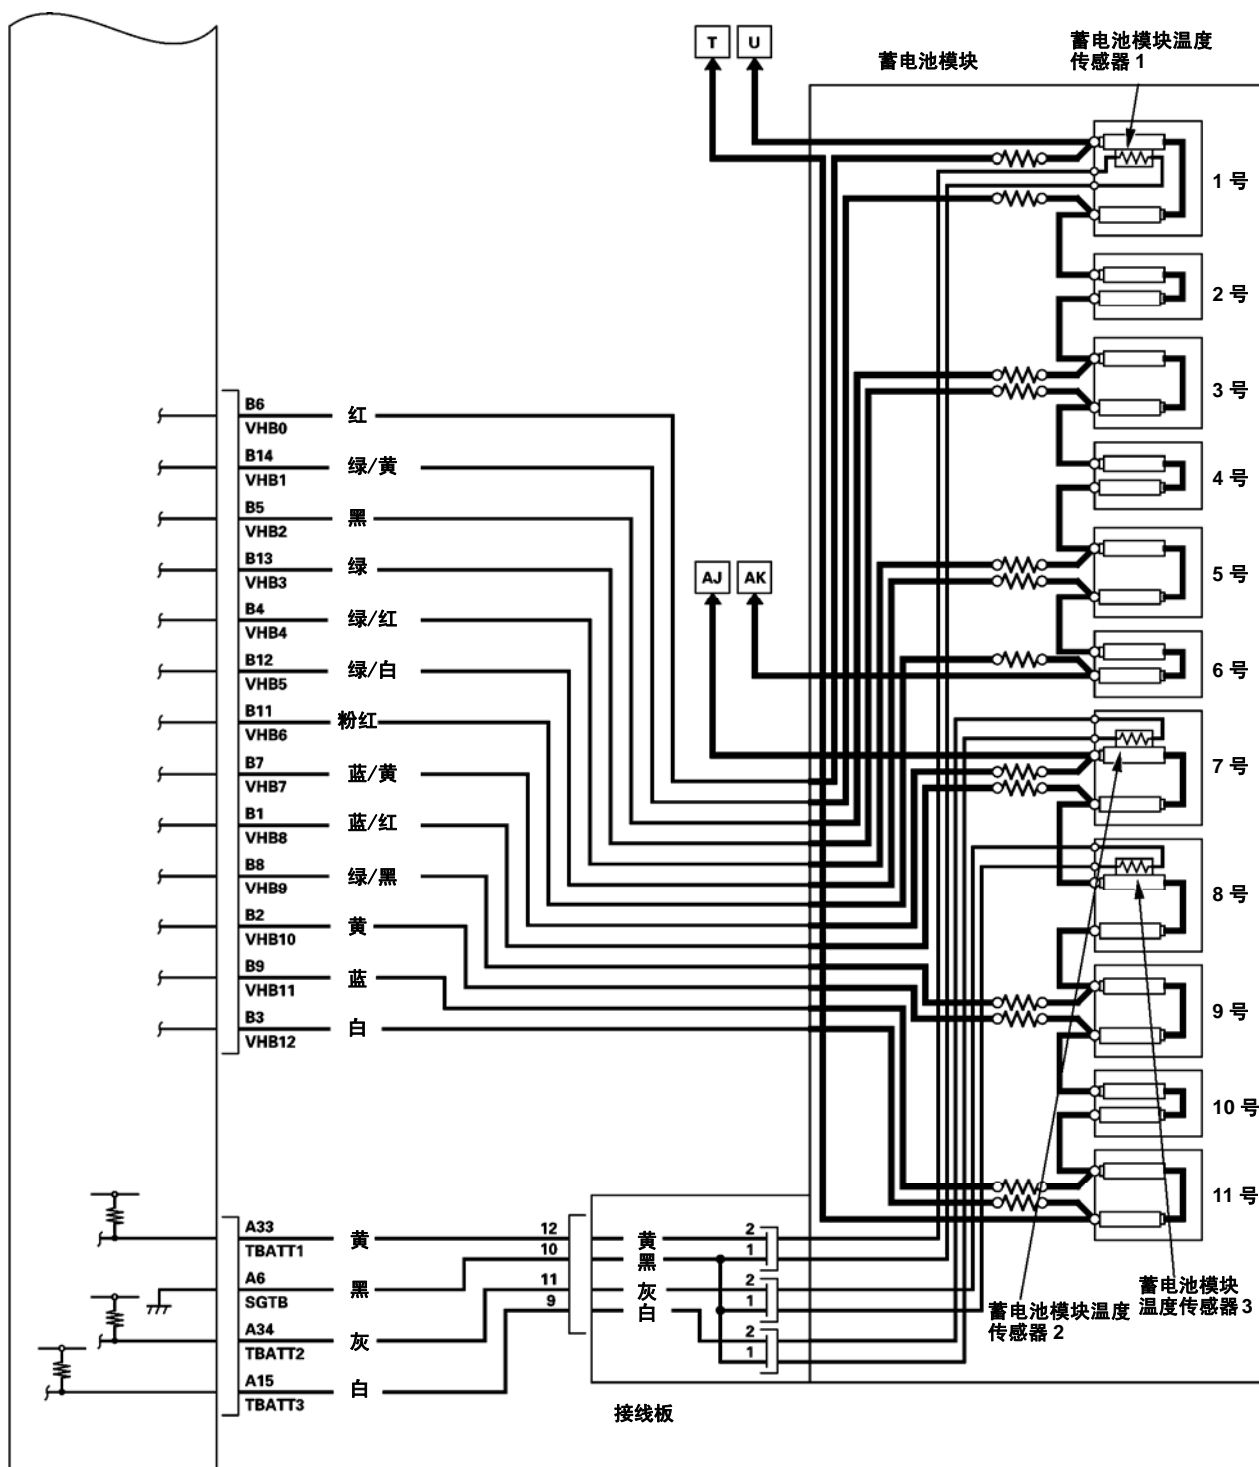 T U
蓄电池模块
蓄电池模块温度
传感器 1
1 号
2 号
3 号
4 号
5 号
6 号
7 号
8 号
9 号
10 号
11 号
AJ AK
B6 红
VHB0
B14 绿/黄
VHB1
B5 黑
VHB2
B13 绿
VHB3
B4 绿/红
VHB4
B12 绿/白
VHB5
B11 粉红
VHB6
B7 蓝/黄
VHB7
B1 蓝/红
VHB8
B8 绿/黑
VHB9
B2 黄
VHB10
B9 蓝
VHB11
B3 白
VHB12
A33 黄 12 黄 2
TBATT1 10 黑 1
A6 黑 11 灰 2
SGTB 9 白 1
A34 灰 2
TBATT2 1
A15 白
TBATT3
接线板
蓄电池模块温度
传感器 2
蓄电池模块
温度传感器 3